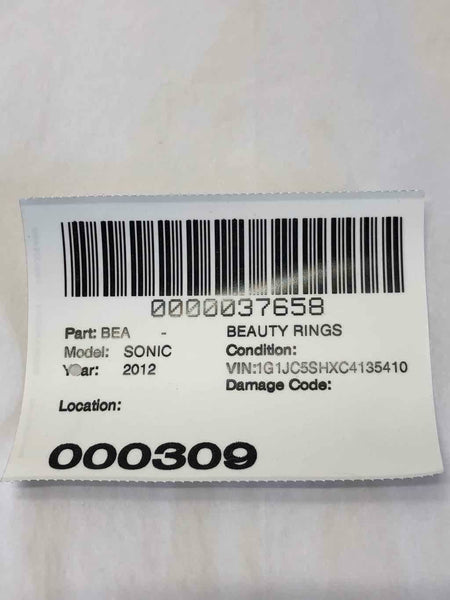 0000037658
Part: BEA - BEAUTY RINGS
Model: SONIC Condition:
Year: 2012 VIN:1G1JC5SHXC4135410
Damage Code:
Location:
000309